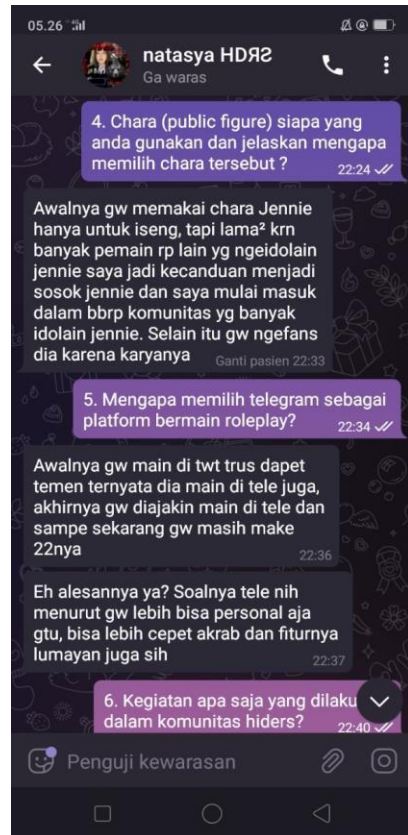 05.26
natasya HDЯƧ
Ga waras
4. Chara (public figure) siapa yang
anda gunakan dan jelaskan mengapa
memilih chara tersebut ?
22:24
Awalnya gw memakai chara Jennie
hanya untuk iseng, tapi lama² krn
banyak pemain rp lain yg ngeidolain
jennie saya jadi kecanduan menjadi
sosok jennie dan saya mulai masuk
dalam bbrp komunitas yg banyak
idolain jennie. Selain itu gw ngefans
dia karena karyanya
Ganti pasien 22:33
5. Mengapa memilih telegram sebagai
platform bermain roleplay?
22:34
Awalnya gw main di twt trus dapet
temen ternyata dia main di tele juga,
akhirnya gw diajakin main di tele dan
sampe sekarang gw masih make
22nya
22:36
Eh alesannya ya? Soalnya tele nih
menurut gw lebih bisa personal aja
gtu, bisa lebih cepet akrab dan fiturnya
lumayan juga sih
22:37
6. Kegiatan apa saja yang dilaku
dalam komunitas hiders?
22:40
Penguji kewarasan